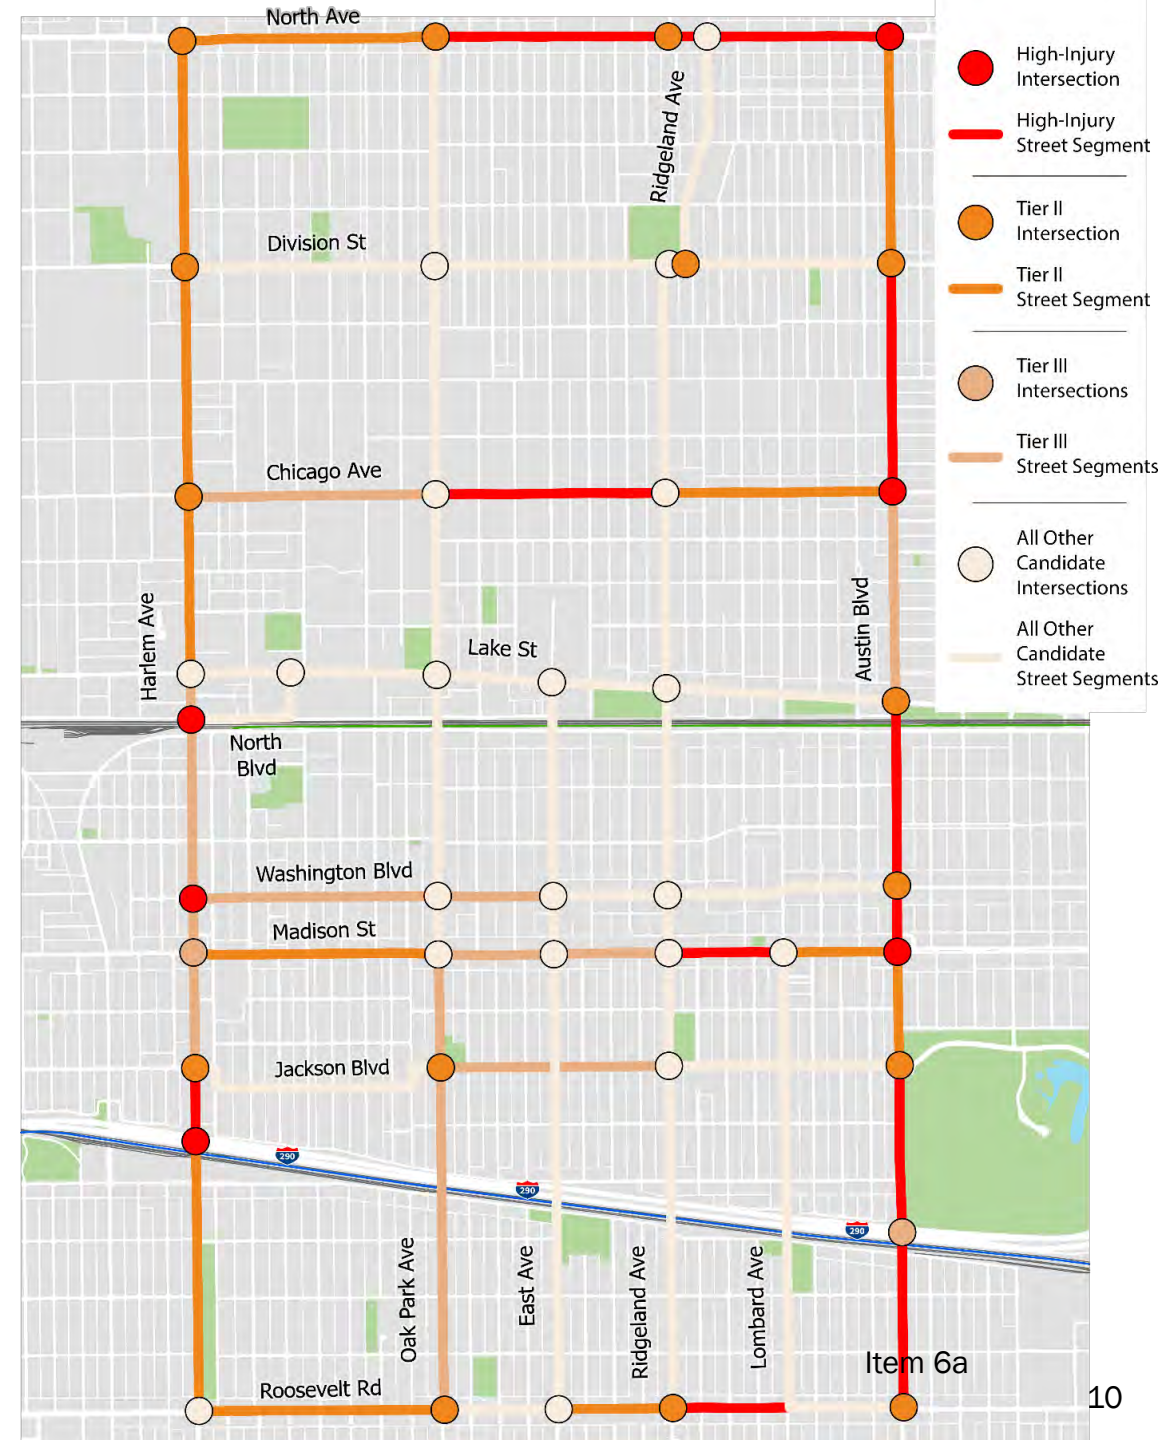 North Ave
Ridgeland Ave
Division St
Chicago Ave
Harlem Ave
Lake St
Austin Blvd
North
Blvd
Washington Blvd
Madison St
Jackson Blvd
290
290
290
Oak Park Ave
East Ave
Ridgeland Ave
Lombard Ave
Roosevelt Rd
High-Injury
Intersection
High-Injury
Street Segment
Tier II
Intersection
Tier II
Street Segment
Tier III
Intersections
Tier III
Street Segments
All Other
Candidate
Intersections
All Other
Candidate
Street Segments
Item 6a
10